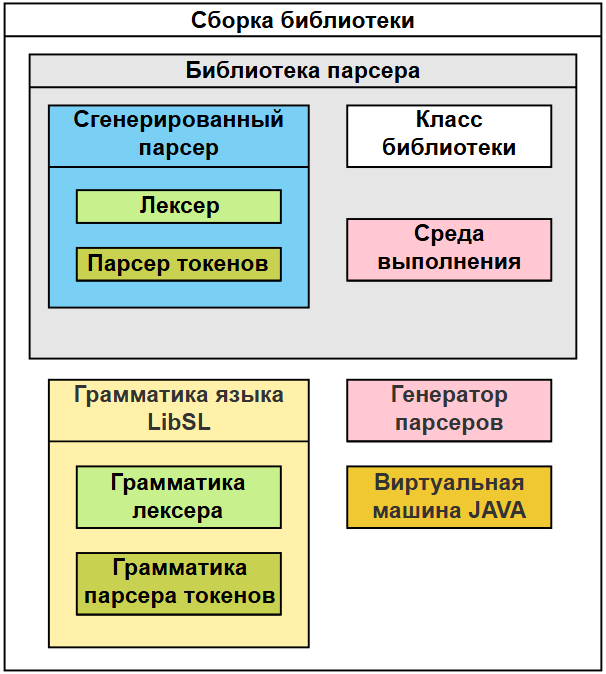 Сборка библиотеки
Библиотека парсера
Сгенерированный
парсер
Лексер
Парсер токенов
Класс
библиотеки
Среда
выполнения
Грамматика языка
LibSL
Грамматика
лексера
Грамматика
парсера токенов
Генератор
парсеров
Виртуальная
машина JAVA